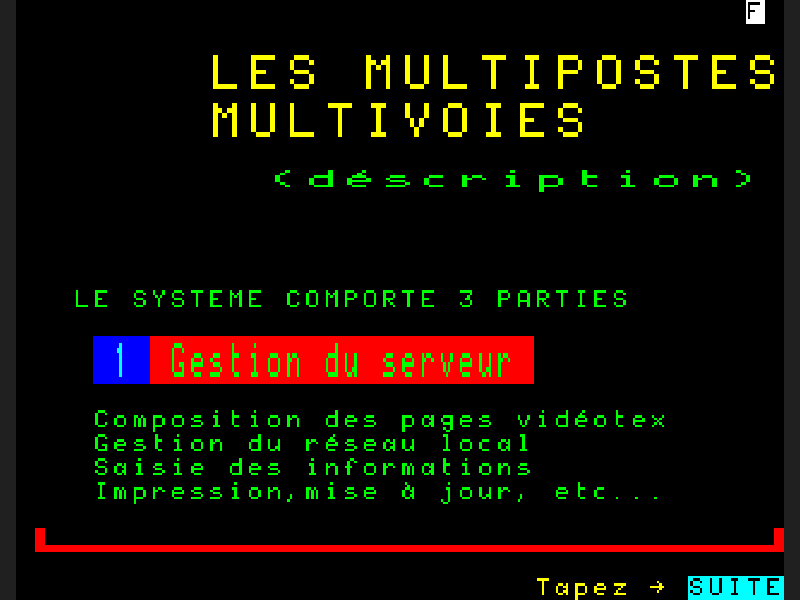 F
LES MULTIPOSTES
MULTIVOIES
<déscription>
LE SYSTEME COMPORTE 3 PARTIES
1 Gestion du serveur
Composition des pages vidéotex
Gestion du réseau local
Saisie des informations
Impression,mise à jour, etc...
Tapez → SUITE